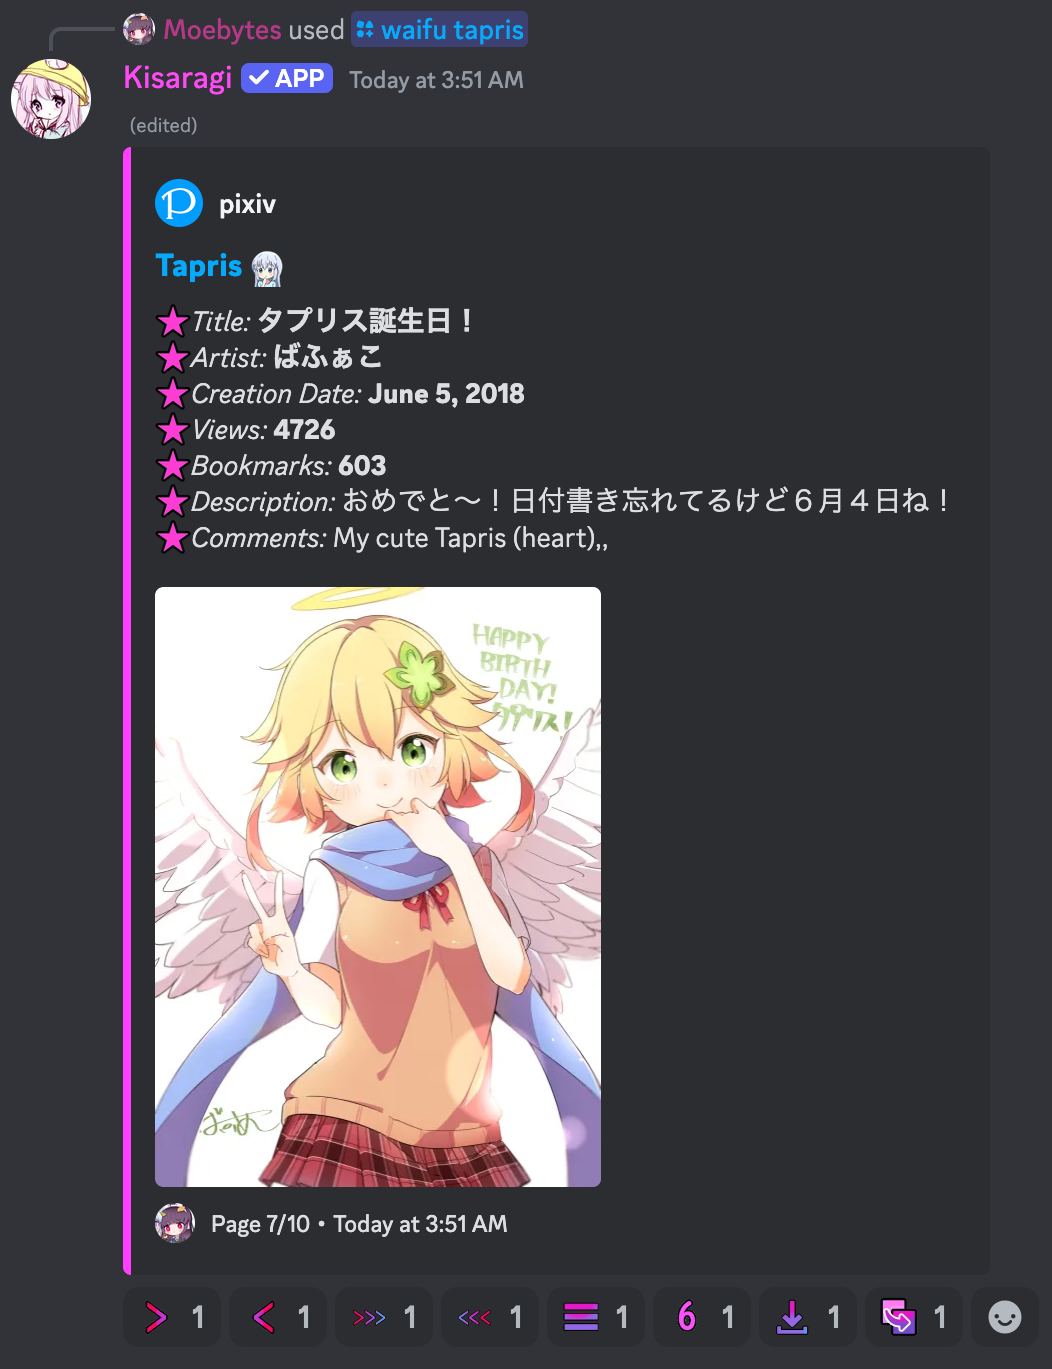 Moebytes used waifu tapris
Kisaragi APP Today at 3:51 AM
(edited)
pixiv
Tapris
Title: タプリス誕生日！
Artist: ばふぁこ
Creation Date: June 5, 2018
Views: 4726
Bookmarks: 603
Description: おめでと〜！日付書き忘れてるけど６月４日ね！
Comments: My cute Tapris (heart),,
HAPPY
BIRTH
DAY!
タプリス!
Page 7/10 • Today at 3:51 AM
1 1 1 1 1 6 1 1 1